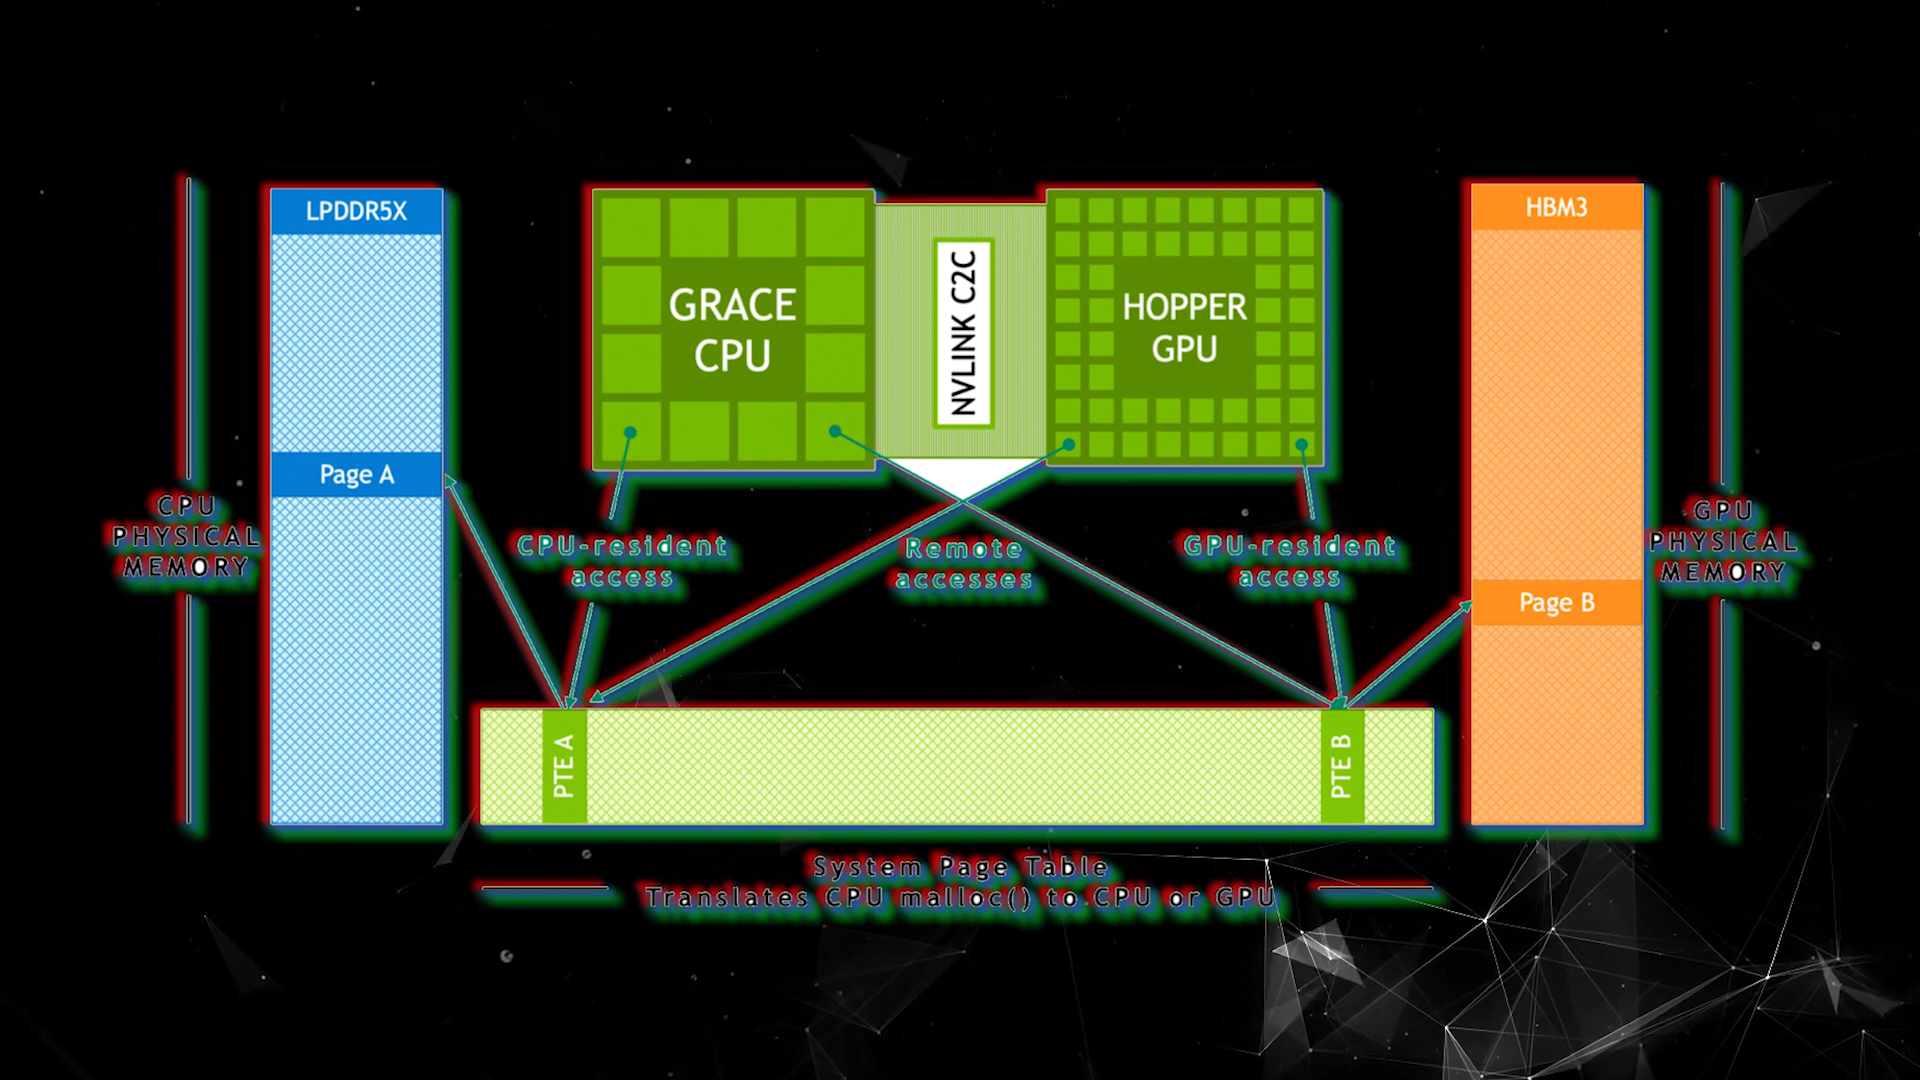 LPDDR5X
Page A
CPU
PHYSICAL
MEMORY
GRACE
CPU
NVLINK C2C
HOPPER
GPU
HBM3
Page B
GPU
PHYSICAL
MEMORY
CPU-resident
access
Remote
accesses
GPU-resident
access
PTE A
PTE B
System Page Table
Translates CPU malloc() to CPU or GPU